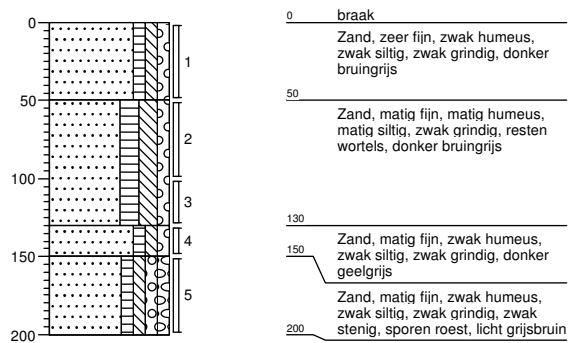 0
50
100
150
200
1
2
3
4
5
0 braak
Zand, zeer fijn, zwak humeus,
zwak siltig, zwak grindig, donker
bruingrijs
50
Zand, matig fijn, matig humeus,
matig siltig, zwak grindig, resten
wortels, donker bruingrijs
130
Zand, matig fijn, zwak humeus,
zwak siltig, zwak grindig, donker
geelgrijs
150
Zand, matig fijn, zwak humeus,
zwak siltig, zwak grindig, zwak
stenig, sporen roest, licht grijsbruin
200